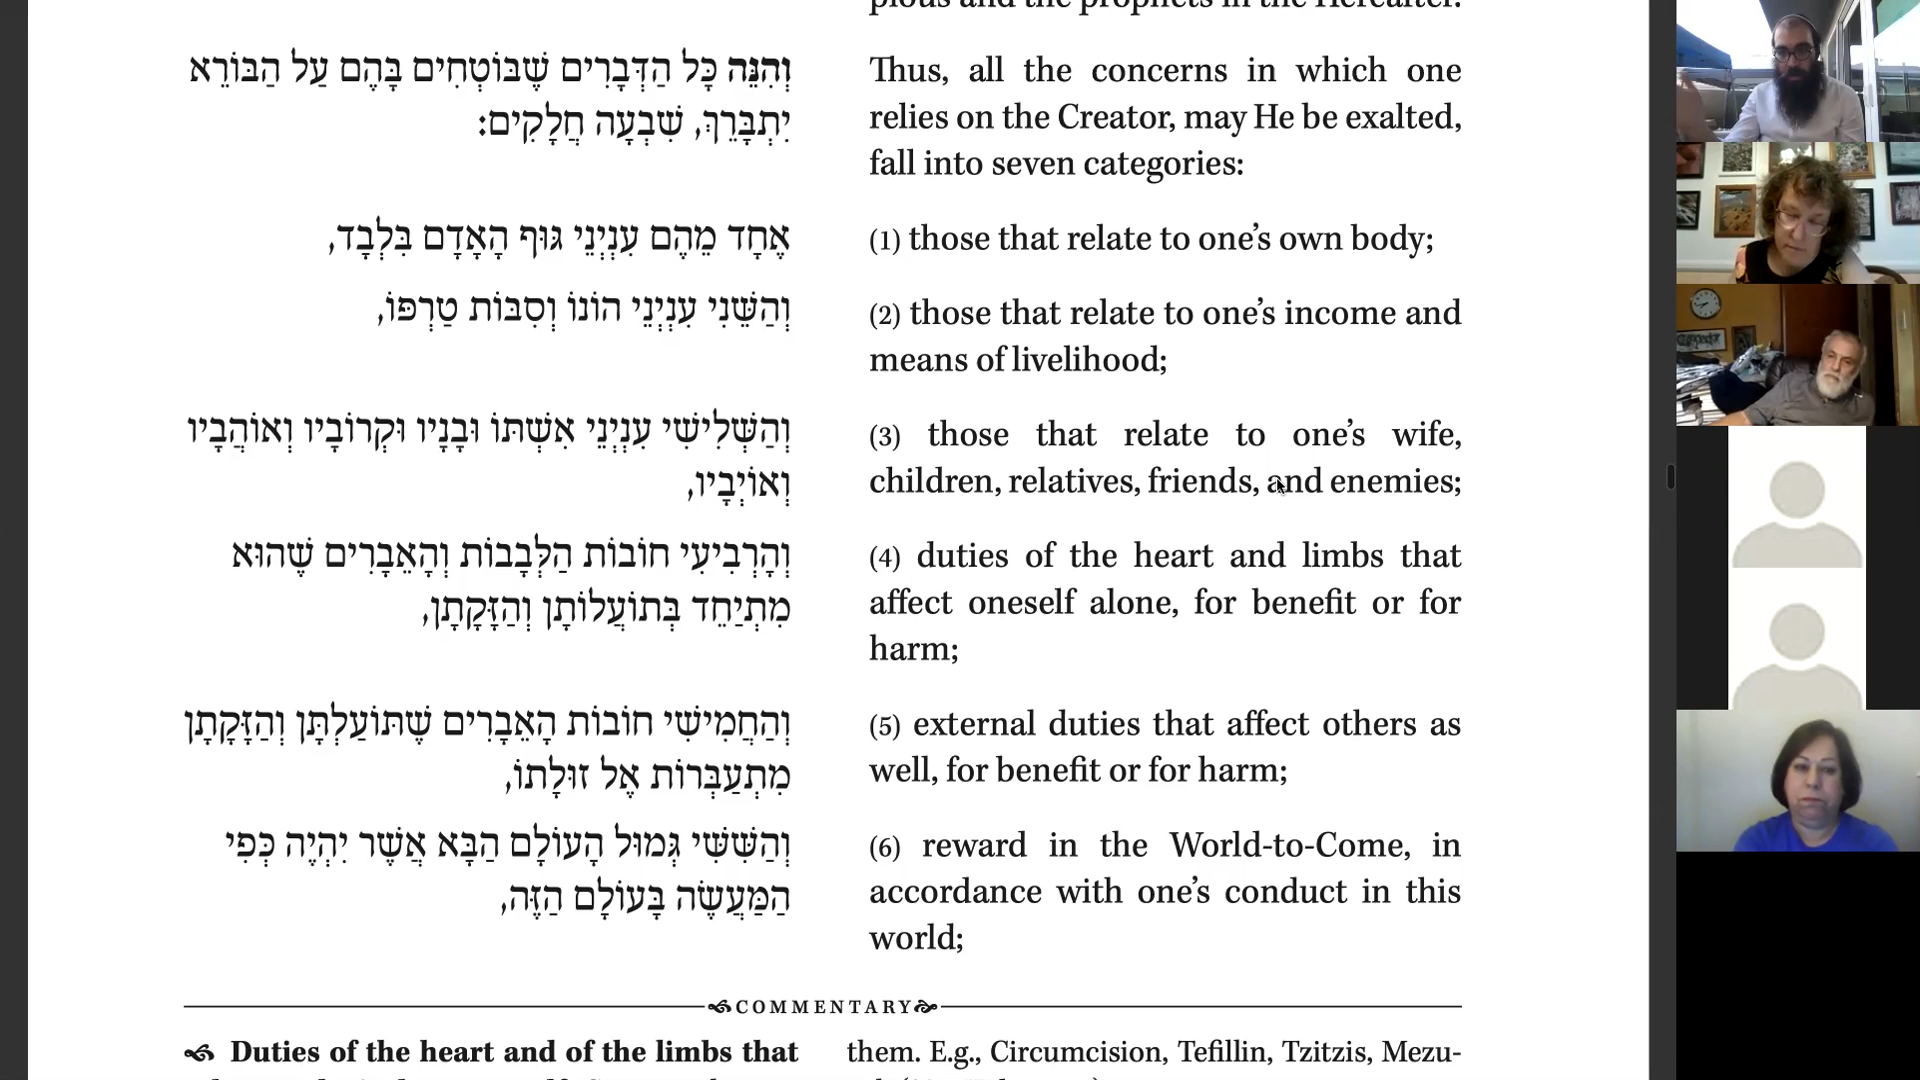 pious and the prophets in the Hereafter.
וְהִנֵּה כָּל הַדְּבָרִים שֶׁבּוֹטְחִים בָּהֶם עַל הַבּוֹרֵא
יִתְבָּרֵךְ, שִׁבְעָה חֲלָקִים:
Thus, all the concerns in which one
relies on the Creator, may He be exalted,
fall into seven categories:
אֶחָד מֵהֶם עִנְיְנֵי גּוּף הָאָדָם בִּלְבָד,
(1) those that relate to one’s own body;
וְהַשֵּׁנִי עִנְיְנֵי הוֹנוֹ וְסִבּוֹת טַרְפּוֹ,
(2) those that relate to one’s income and
means of livelihood;
וְהַשְּׁלִישִׁי עִנְיְנֵי אִשְׁתּוֹ וּבָנָיו וּקְרוֹבָיו וְאוֹהֲבָיו
וְאוֹיְבָיו,
(3) those that relate to one’s wife,
children, relatives, friends, and enemies;
וְהָרְבִיעִי חוֹבוֹת הַלְּבָבוֹת וְהָאֵבָרִים שֶׁהוּא
מִתְיַחֵד בְּתוֹעֲלוֹתָן וְהַזָּקָתָן,
(4) duties of the heart and limbs that
affect oneself alone, for benefit or for
harm;
וְהַחֲמִישִׁי חוֹבוֹת הָאֵבָרִים שֶׁתּוֹעַלְתָּן וְהַזָּקָתָן
מִתְעַבְּרוֹת אֶל זוּלָתוֹ,
(5) external duties that affect others as
well, for benefit or for harm;
וְהַשִּׁשִּׁי גְּמוּל הָעוֹלָם הַבָּא אֲשֶׁר יִהְיֶה כְּפִי
הַמַּעֲשֶׂה בָּעוֹלָם הַזֶּה,
(6) reward in the World-to-Come, in
accordance with one’s conduct in this
world;
COMMENTARY
Duties of the heart and of the limbs that
them. E.g., Circumcision, Tefillin, Tzitzis, Mezu-